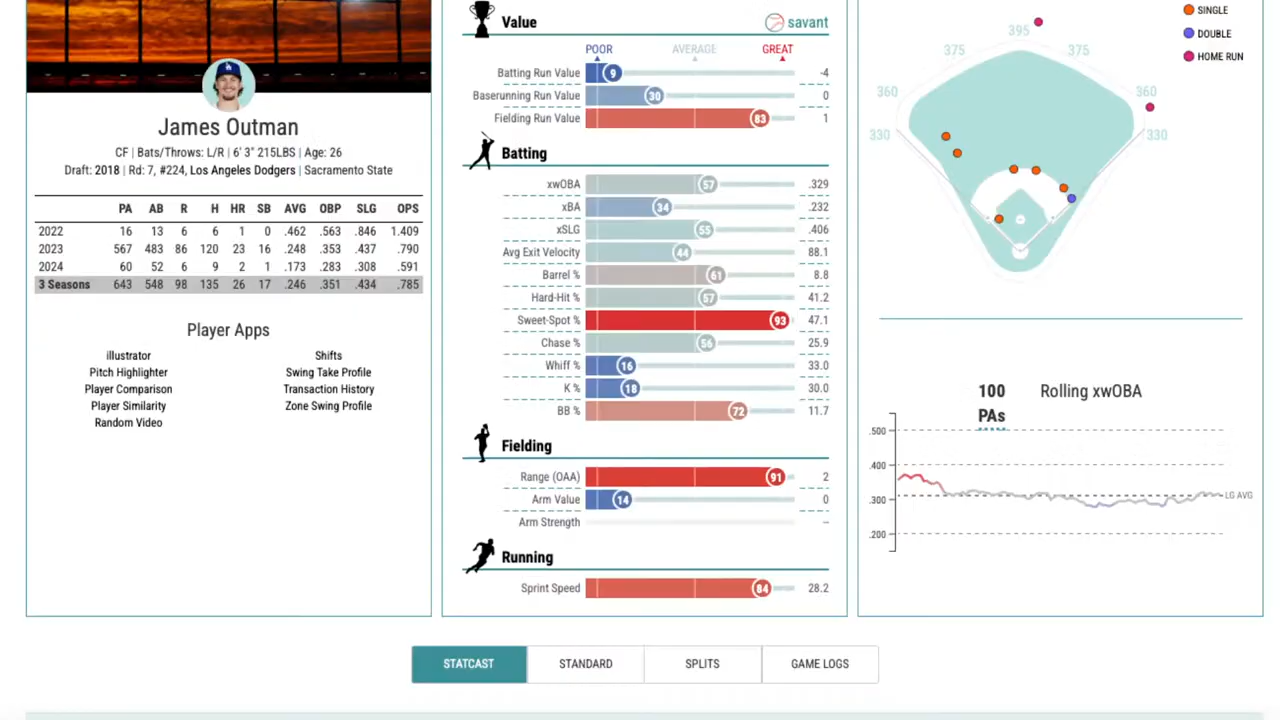 James Outman
CF | Bats/Throws: L/R | 6' 3" 215LBS | Age: 26
Draft: 2018 | Rd: 7, #224, Los Angeles Dodgers | Sacramento State
PA AB R H HR SB AVG OBP SLG OPS
2022 16 13 6 6 1 0 .462 .563 .846 1.409
2023 567 483 86 120 23 16 .248 .353 .437 .790
2024 60 52 6 9 2 1 .173 .283 .308 .591
3 Seasons 643 548 98 135 26 17 .246 .351 .434 .785
Player Apps
illustrator Shifts
Pitch Highlighter Swing Take Profile
Player Comparison Transaction History
Player Similarity Zone Swing Profile
Random Video
Value
savant
POOR AVERAGE GREAT
Batting Run Value 9 -4
Baserunning Run Value 30 0
Fielding Run Value 83 1
Batting
xwOBA 57 .329
xBA 34 .232
xSLG 55 .406
Avg Exit Velocity 44 88.1
Barrel % 61 8.8
Hard-Hit % 57 41.2
Sweet-Spot % 93 47.1
Chase % 56 25.9
Whiff % 16 33.0
K % 18 30.0
BB % 72 11.7
Fielding
Range (OAA) 91 2
Arm Value 14 0
Arm Strength --
Running
Sprint Speed 84 28.2
SINGLE
DOUBLE
HOME RUN
395
375 375
360 360
330 330
100 PAs
Rolling xwOBA
.500
.400
.300 LG AVG
.200
STATCAST STANDARD SPLITS GAME LOGS